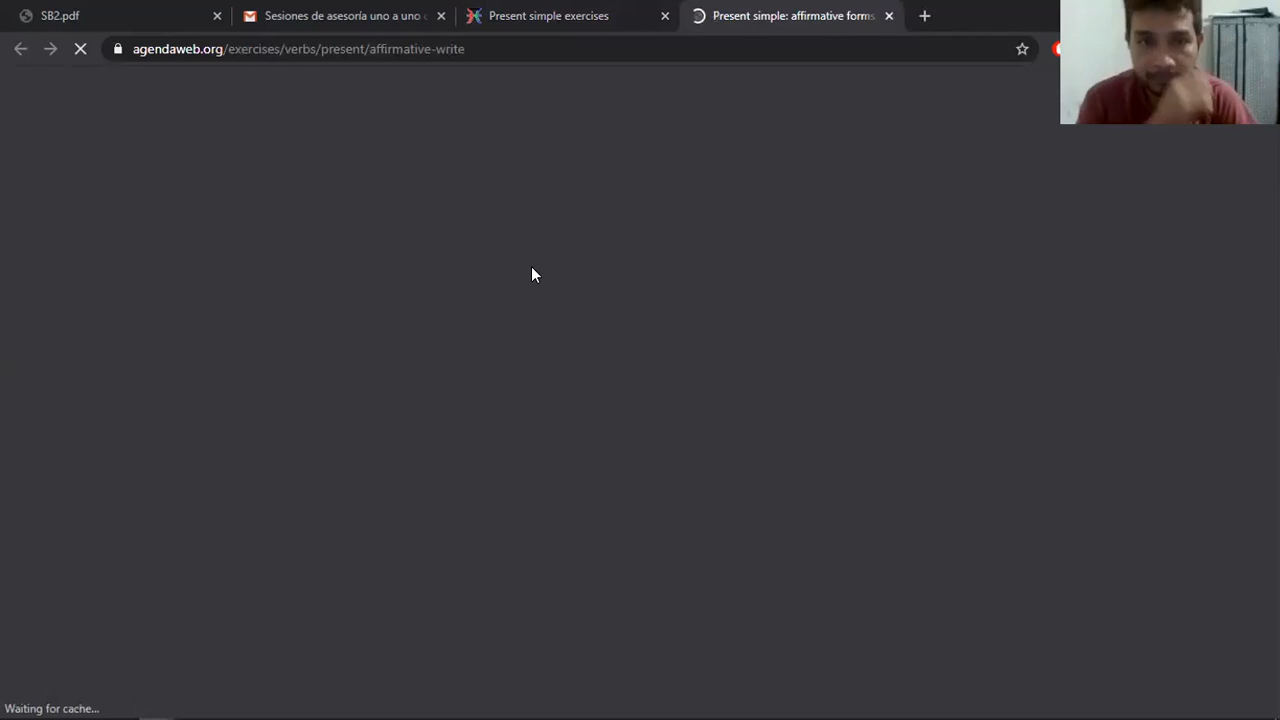 SB2.pdf
Sesiones de asesoría uno a uno
Present simple exercises
Present simple: affirmative forms
agendaweb.org/exercises/verbs/present/affirmative-write
Waiting for cache...